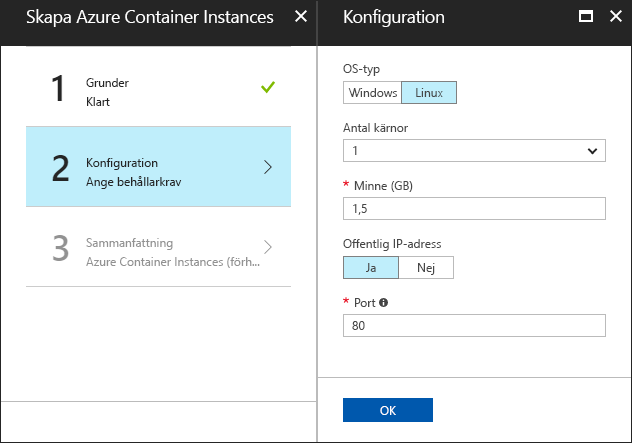 Skapa Azure Container Instances
1
Grunder
Klart
2
Konfiguration
Ange behållarkrav
3
Sammanfattning
Azure Container Instances (förh...
Konfiguration
OS-typ
Windows Linux
Antal kärnor
1
* Minne (GB)
1,5
Offentlig IP-adress
Ja Nej
* Port
80
OK